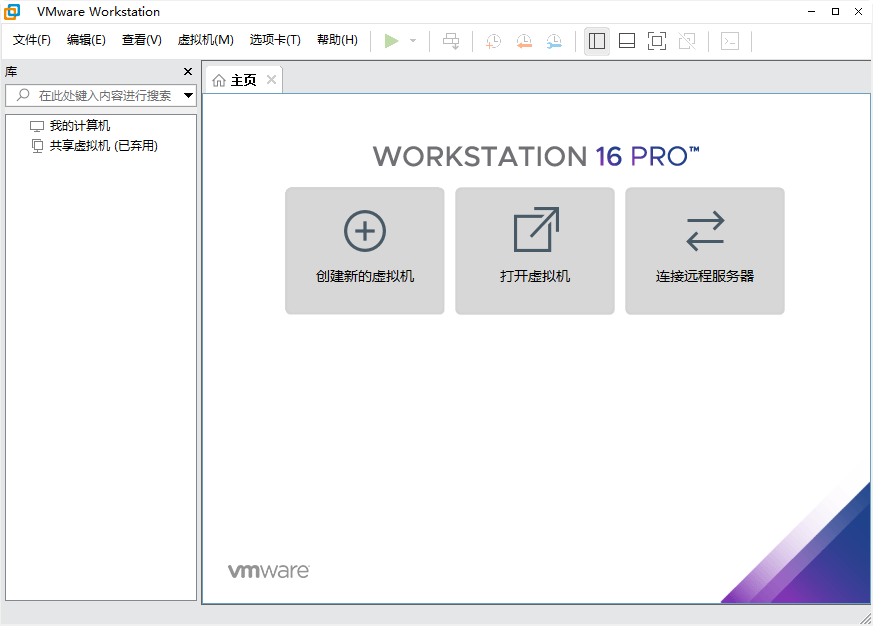 VMware Workstation
文件(F) 编辑(E) 查看(V) 虚拟机(M) 选项卡(T) 帮助(H)
库
主页
在此处键入内容进行搜索
我的计算机
共享虚拟机 (已弃用)
WORKSTATION 16 PRO™
创建新的虚拟机 打开虚拟机 连接远程服务器
vmware